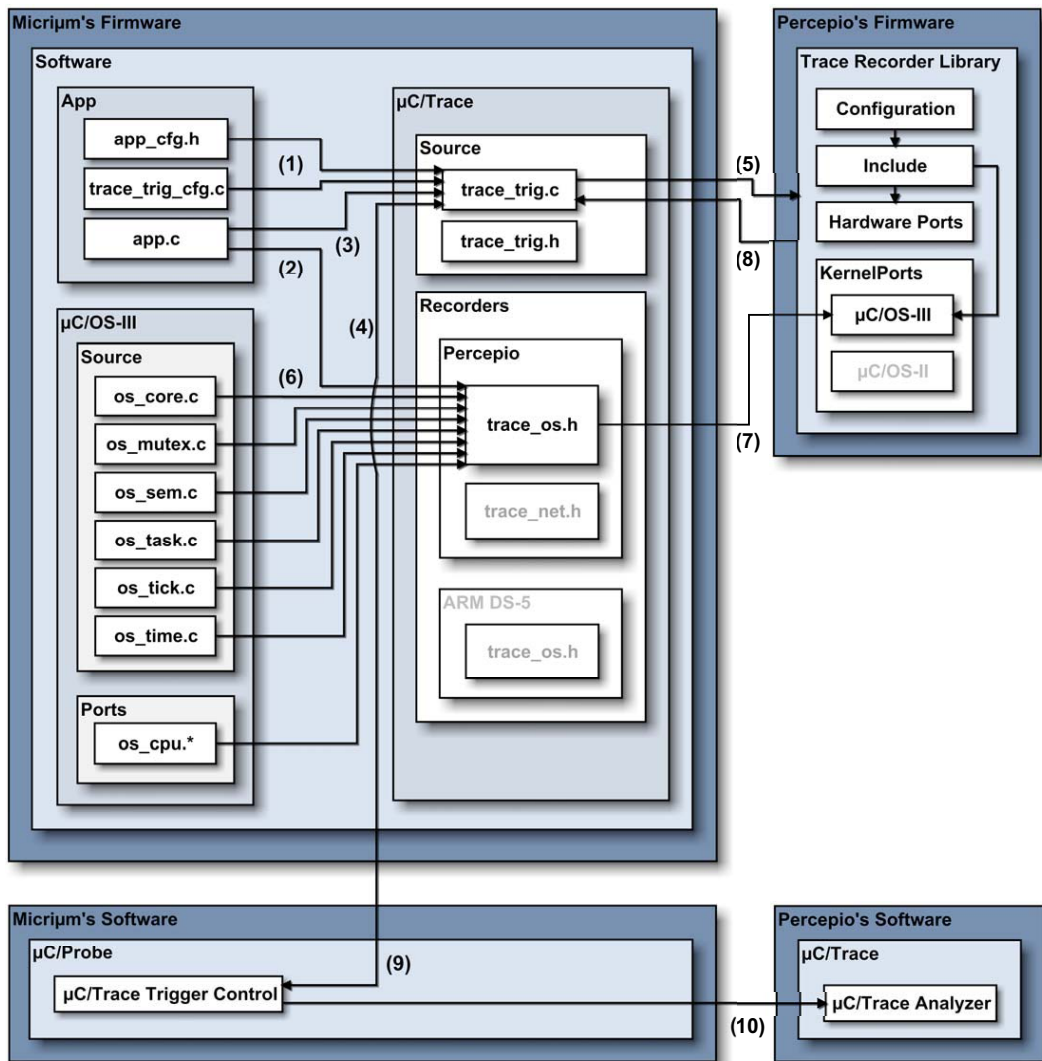 Micriµm's Firmware
Software
App
app_cfg.h
trace_trig_cfg.c
app.c
(1)
(3)
(2)
(4)
µC/OS-III
Source
os_core.c
os_mutex.c
os_sem.c
os_task.c
os_tick.c
os_time.c
(6)
Ports
os_cpu.*
µC/Trace
Source
trace_trig.c
trace_trig.h
Recorders
Percepio
trace_os.h
trace_net.h
ARM DS-5
trace_os.h
(5)
(8)
(7)
Percepio's Firmware
Trace Recorder Library
Configuration
Include
Hardware Ports
KernelPorts
µC/OS-III
µC/OS-II
Micriµm's Software
µC/Probe
µC/Trace Trigger Control
(9)
(10)
Percepio's Software
µC/Trace
µC/Trace Analyzer